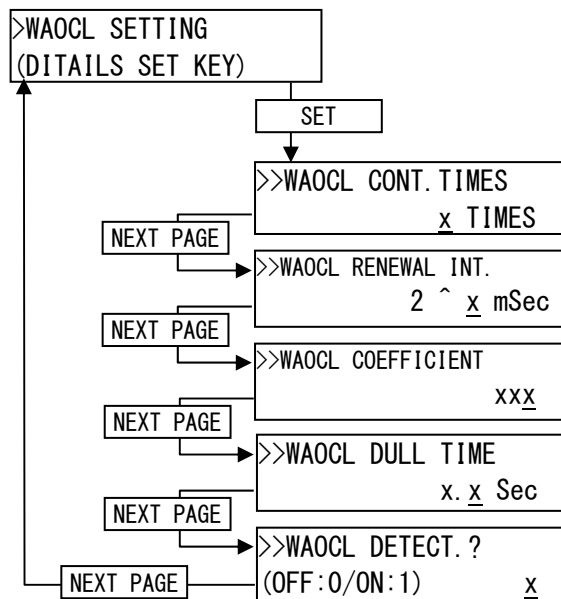 >WAOCL SETTING
(DITAILS SET KEY)
SET
>>WAOCL CONT.TIMES
x TIMES
NEXT PAGE
>>WAOCL RENEWAL INT.
2 ^ x mSec
NEXT PAGE
>>WAOCL COEFFICIENT
xxx
NEXT PAGE
>>WAOCL DULL TIME
x.x Sec
NEXT PAGE
>>WAOCL DETECT.?
(OFF:0/ON:1) x
NEXT PAGE